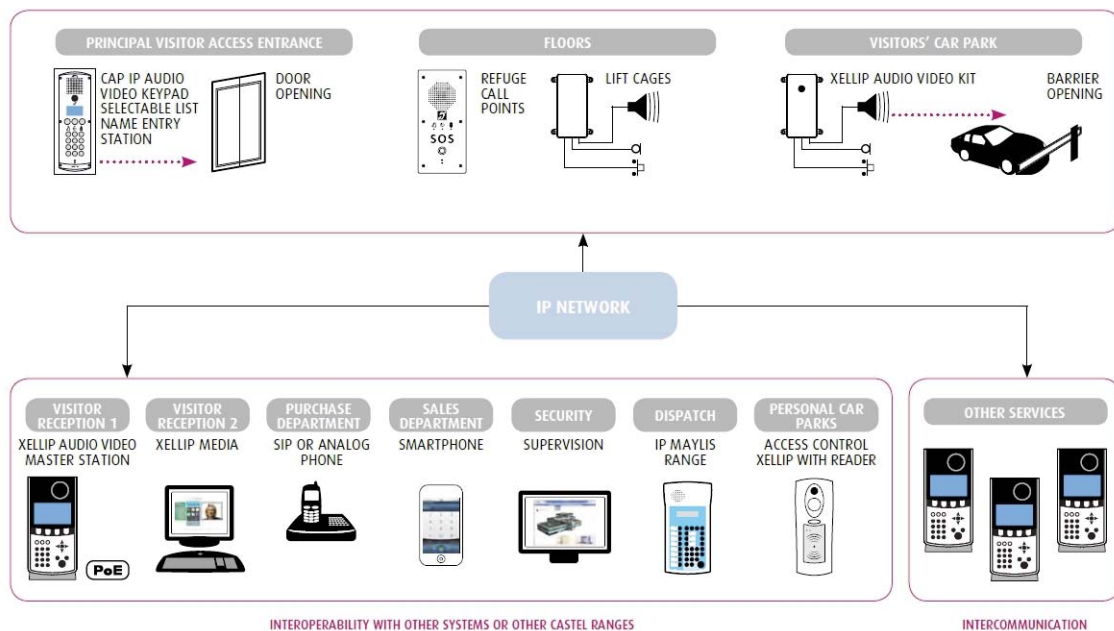 PRINCIPAL VISITOR ACCESS ENTRANCE
CAP IP AUDIO
VIDEO KEYPAD
SELECTABLE LIST
NAME ENTRY
STATION
DOOR
OPENING
FLOORS
REFUGE
CALL
POINTS
SOS
LIFT CAGES
VISITORS' CAR PARK
XELLIP AUDIO VIDEO KIT
BARRIER
OPENING
IP NETWORK
VISITOR
RECEPTION 1
XELLIP AUDIO VIDEO
MASTER STATION
PoE
VISITOR
RECEPTION 2
XELLIP MEDIA
PURCHASE
DEPARTMENT
SIP OR ANALOG
PHONE
SALES
DEPARTMENT
SMARTPHONE
SECURITY
SUPERVISION
DISPATCH
IP MAYLIS
RANGE
PERSONAL CAR
PARKS
ACCESS CONTROL
XELLIP WITH READER
OTHER SERVICES
INTEROPERABILITY WITH OTHER SYSTEMS OR OTHER CASTEL RANGES
INTERCOMMUNICATION